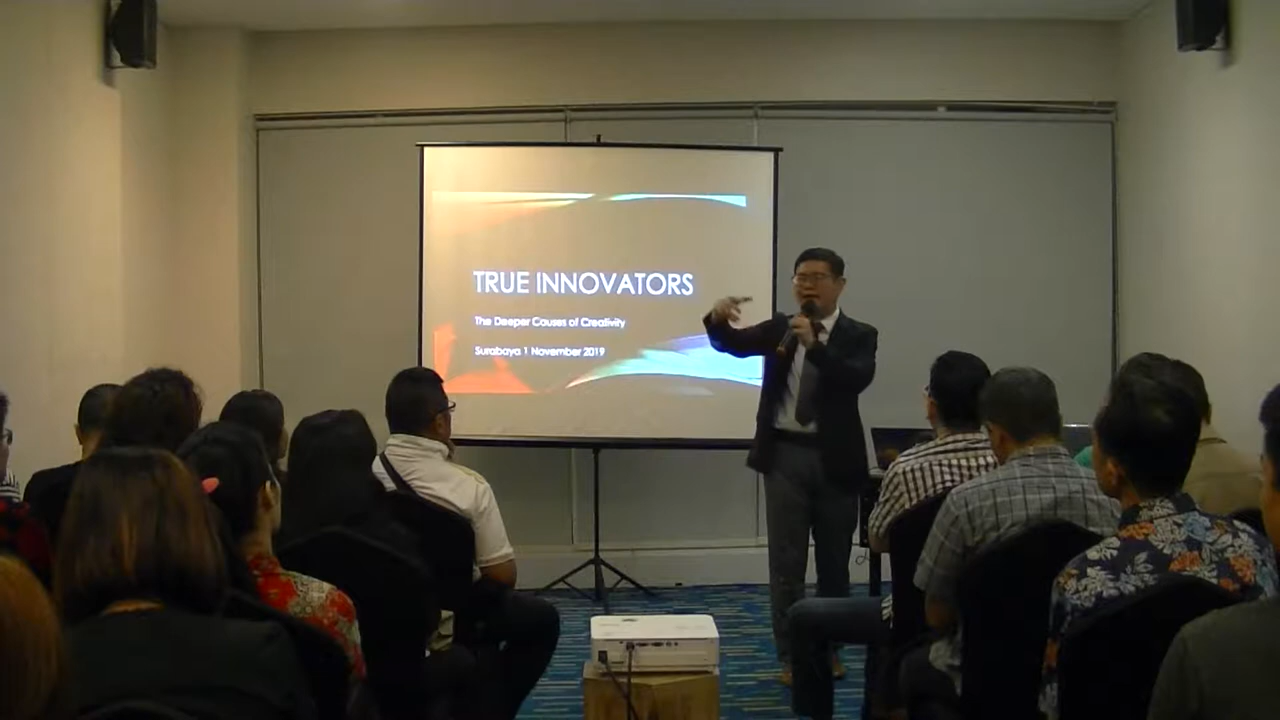 TRUE INNOVATORS
The Deeper Causes of Creativity
Surabaya 1 November 2019